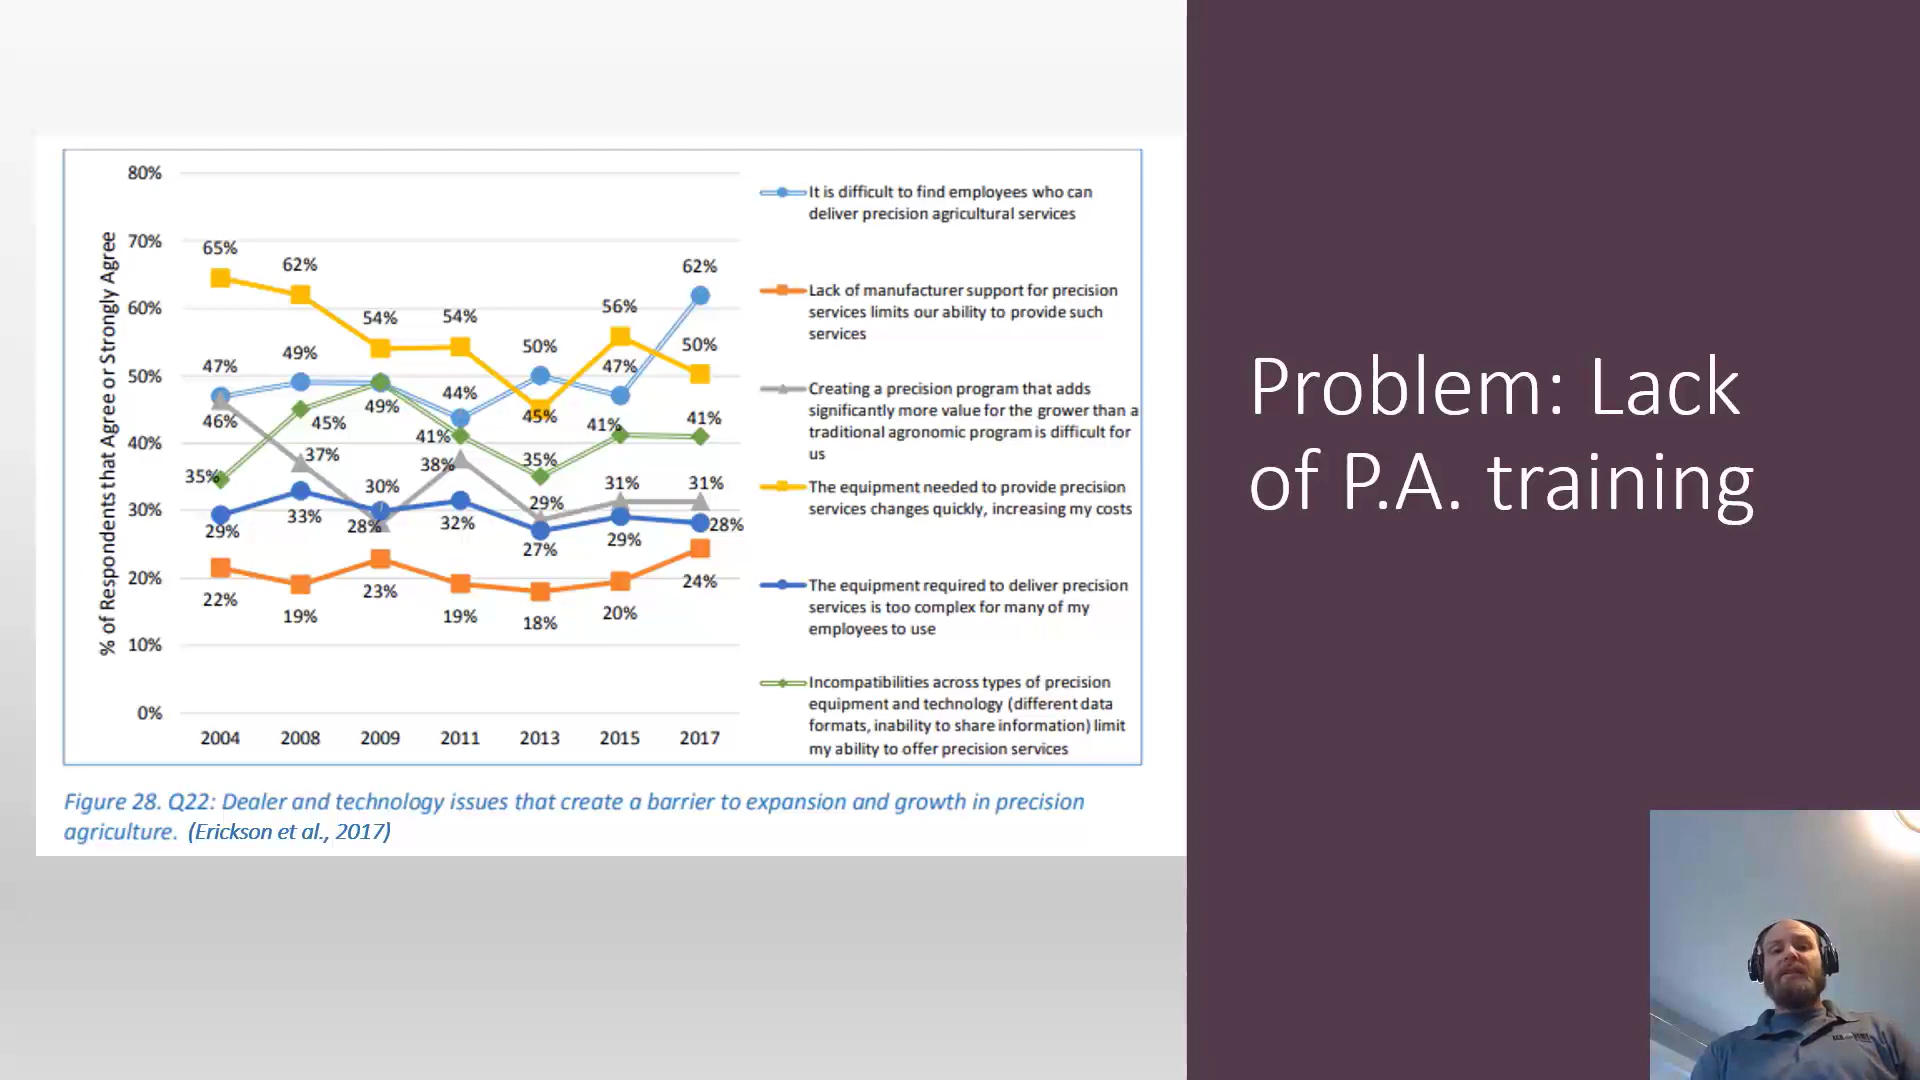 80%
70%
60%
50%
40%
30%
20%
10%
0%
% of Respondents that Agree or Strongly Agree
65%
62%
54%
54%
45%
56%
50%
47%
49%
49%
44%
50%
47%
62%
46%
37%
28%
38%
29%
31%
31%
35%
45%
41%
35%
41%
41%
29%
33%
30%
32%
27%
29%
28%
22%
19%
23%
19%
18%
20%
24%
2004 2008 2009 2011 2013 2015 2017
It is difficult to find employees who can
deliver precision agricultural services
Lack of manufacturer support for precision
services limits our ability to provide such
services
Creating a precision program that adds
significantly more value for the grower than a
traditional agronomic program is difficult for
us
The equipment needed to provide precision
services changes quickly, increasing my costs
The equipment required to deliver precision
services is too complex for many of my
employees to use
Incompatibilities across types of precision
equipment and technology (different data
formats, inability to share information) limit
my ability to offer precision services
Figure 28. Q22: Dealer and technology issues that create a barrier to expansion and growth in precision
agriculture. (Erickson et al., 2017)
Problem: Lack
of P.A. training